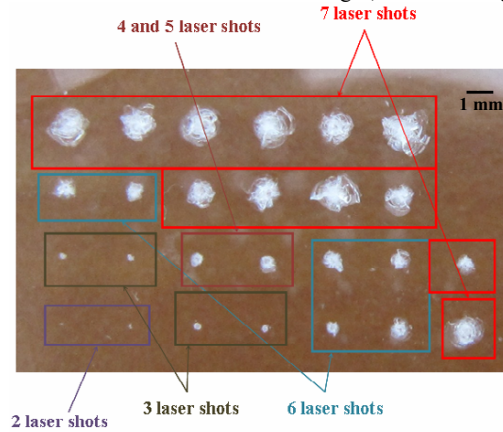 7 laser shots
4 and 5 laser shots
1 mm
3 laser shots
6 laser shots
2 laser shots